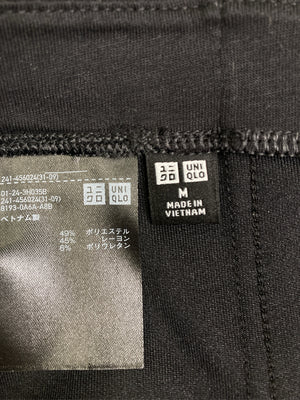 241-456024(31-09)
01-24-3H035B
241-456024(31-09)
8193-0A6A-A8B
ベトナム製
ユニ
クロ
UNI
QLO
49% ポリエステル
45% レーヨン
6% ポリウレタン
ユニ
クロ
UNI
QLO
M
MADE IN
VIETNAM